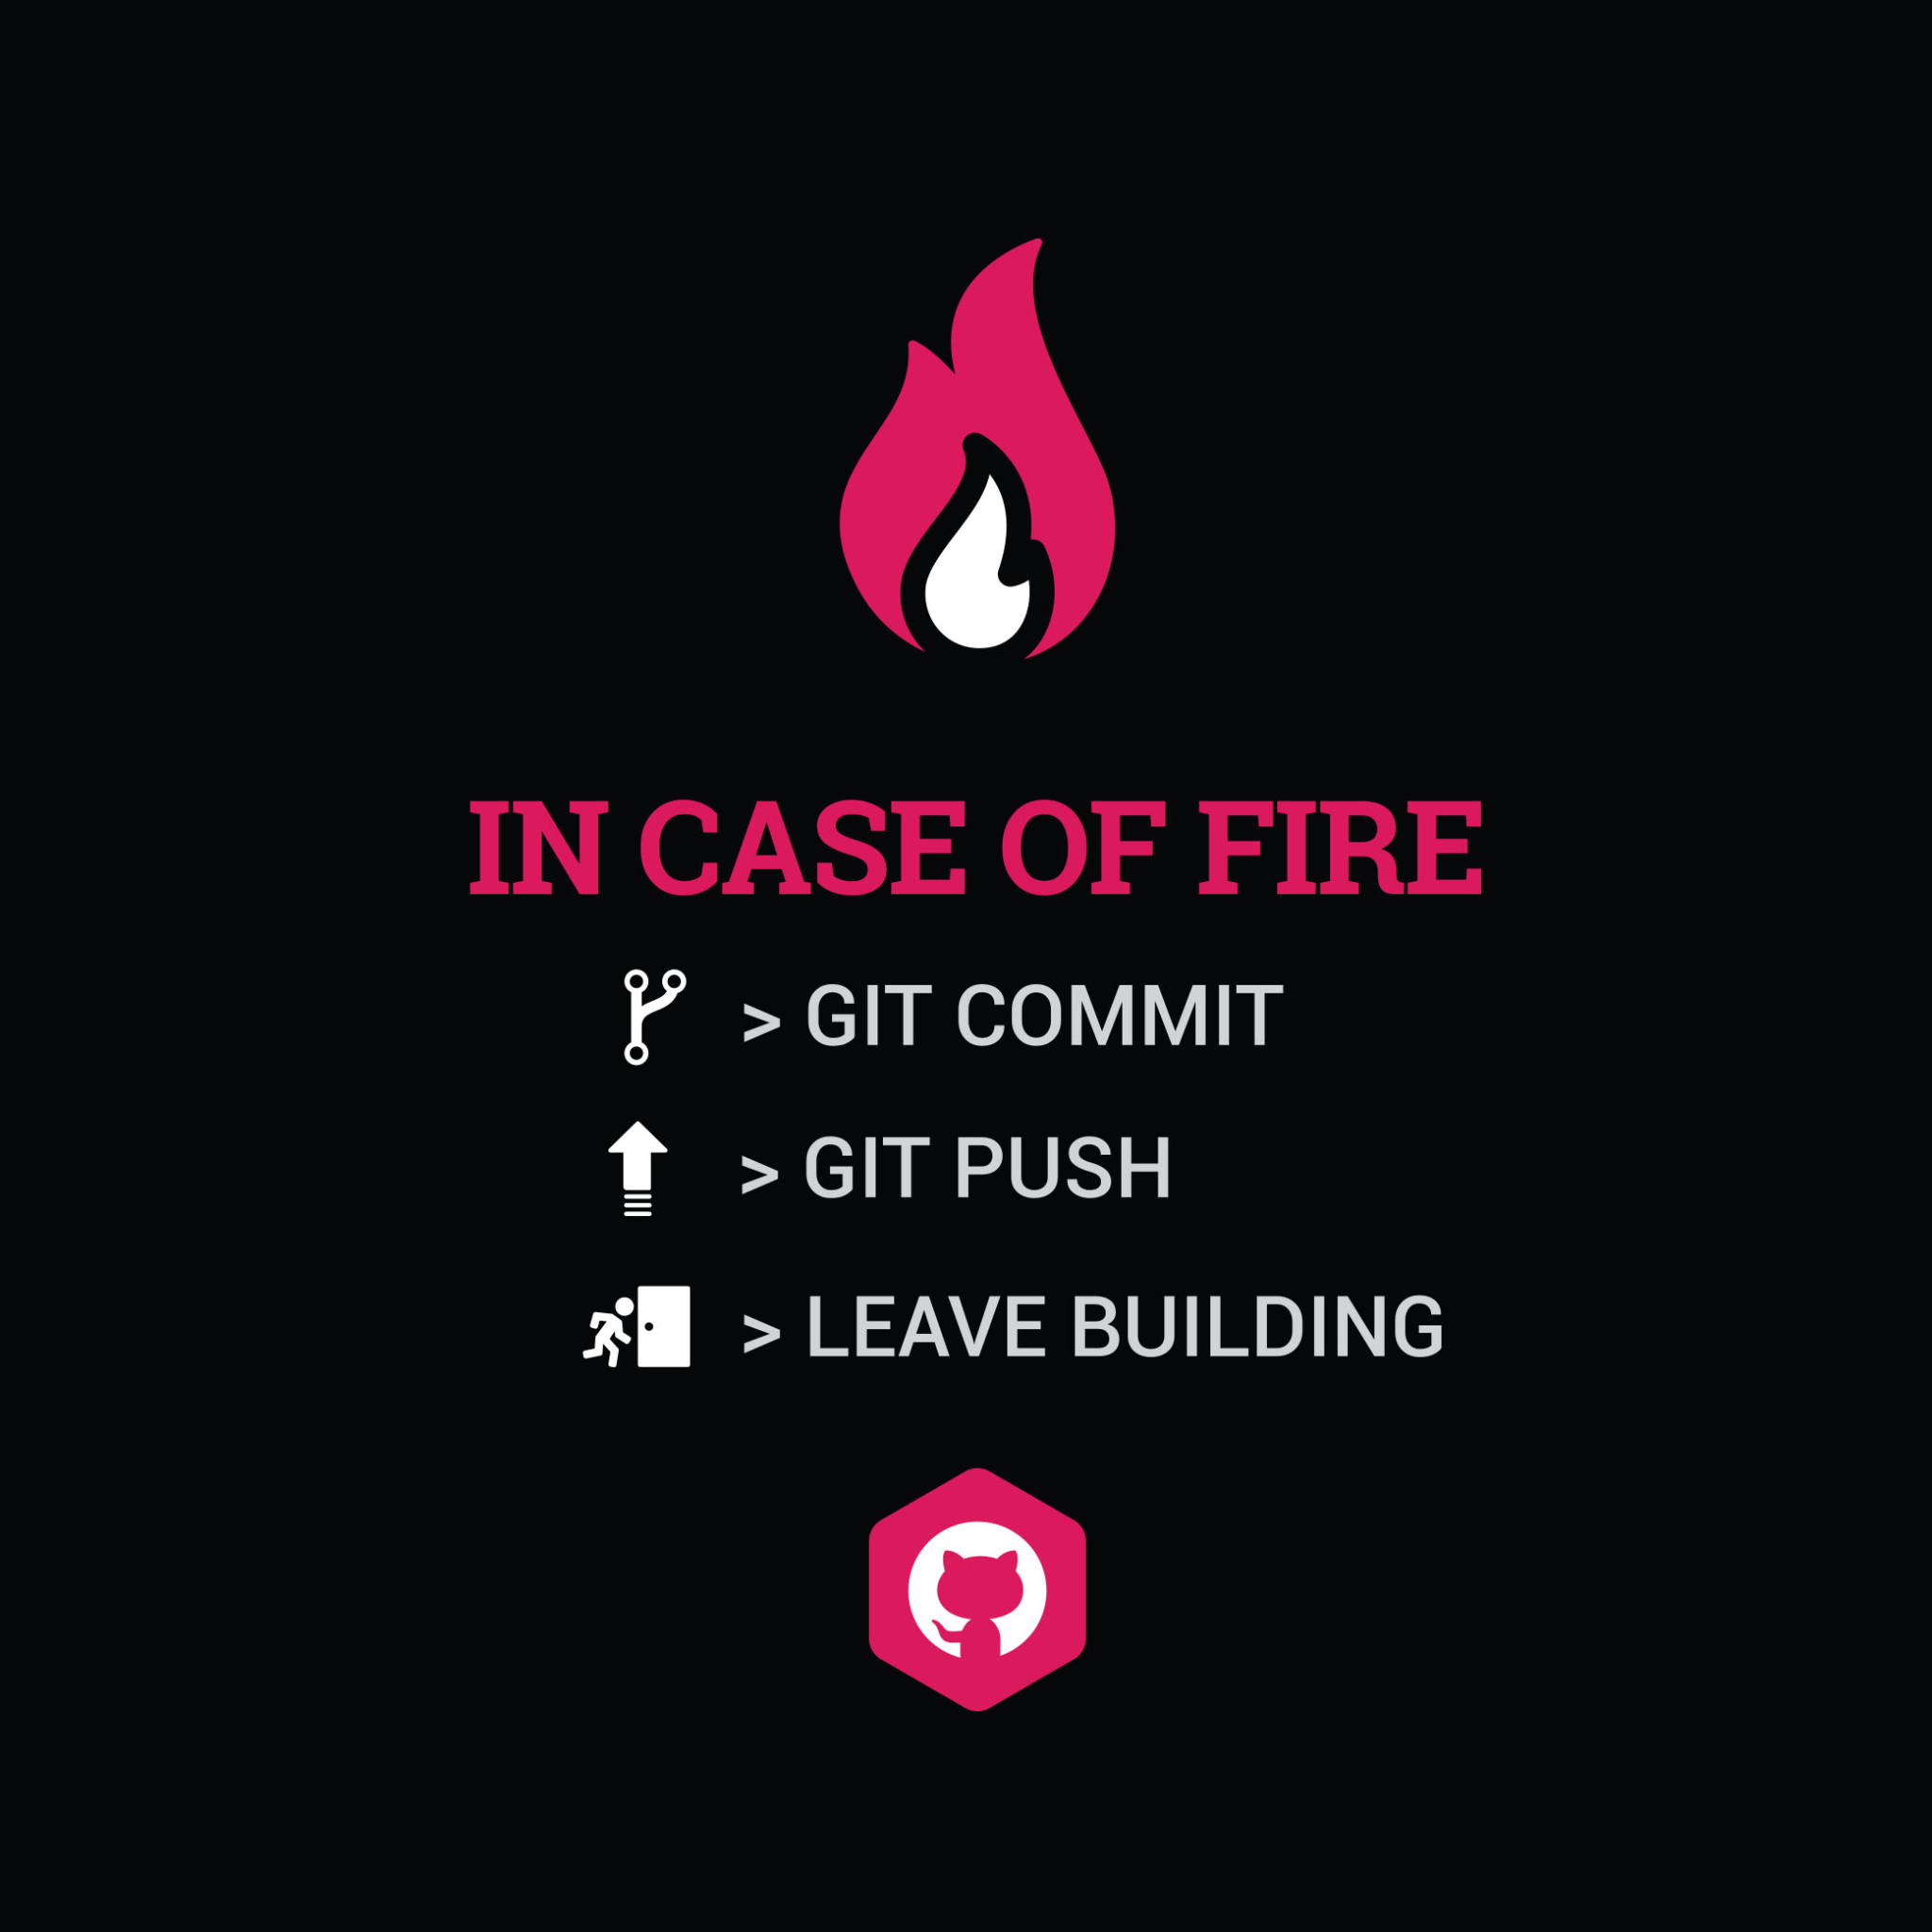 IN CASE OF FIRE
> GIT COMMIT
> GIT PUSH
> LEAVE BUILDING